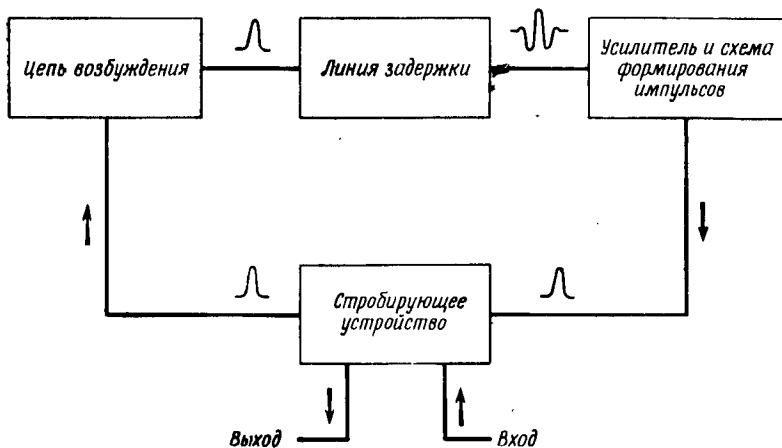 Цепь возбуждения
Линия задержки
Усилитель и схема
формирования
импульсов
Стробирующее
устройство
Выход
Вход